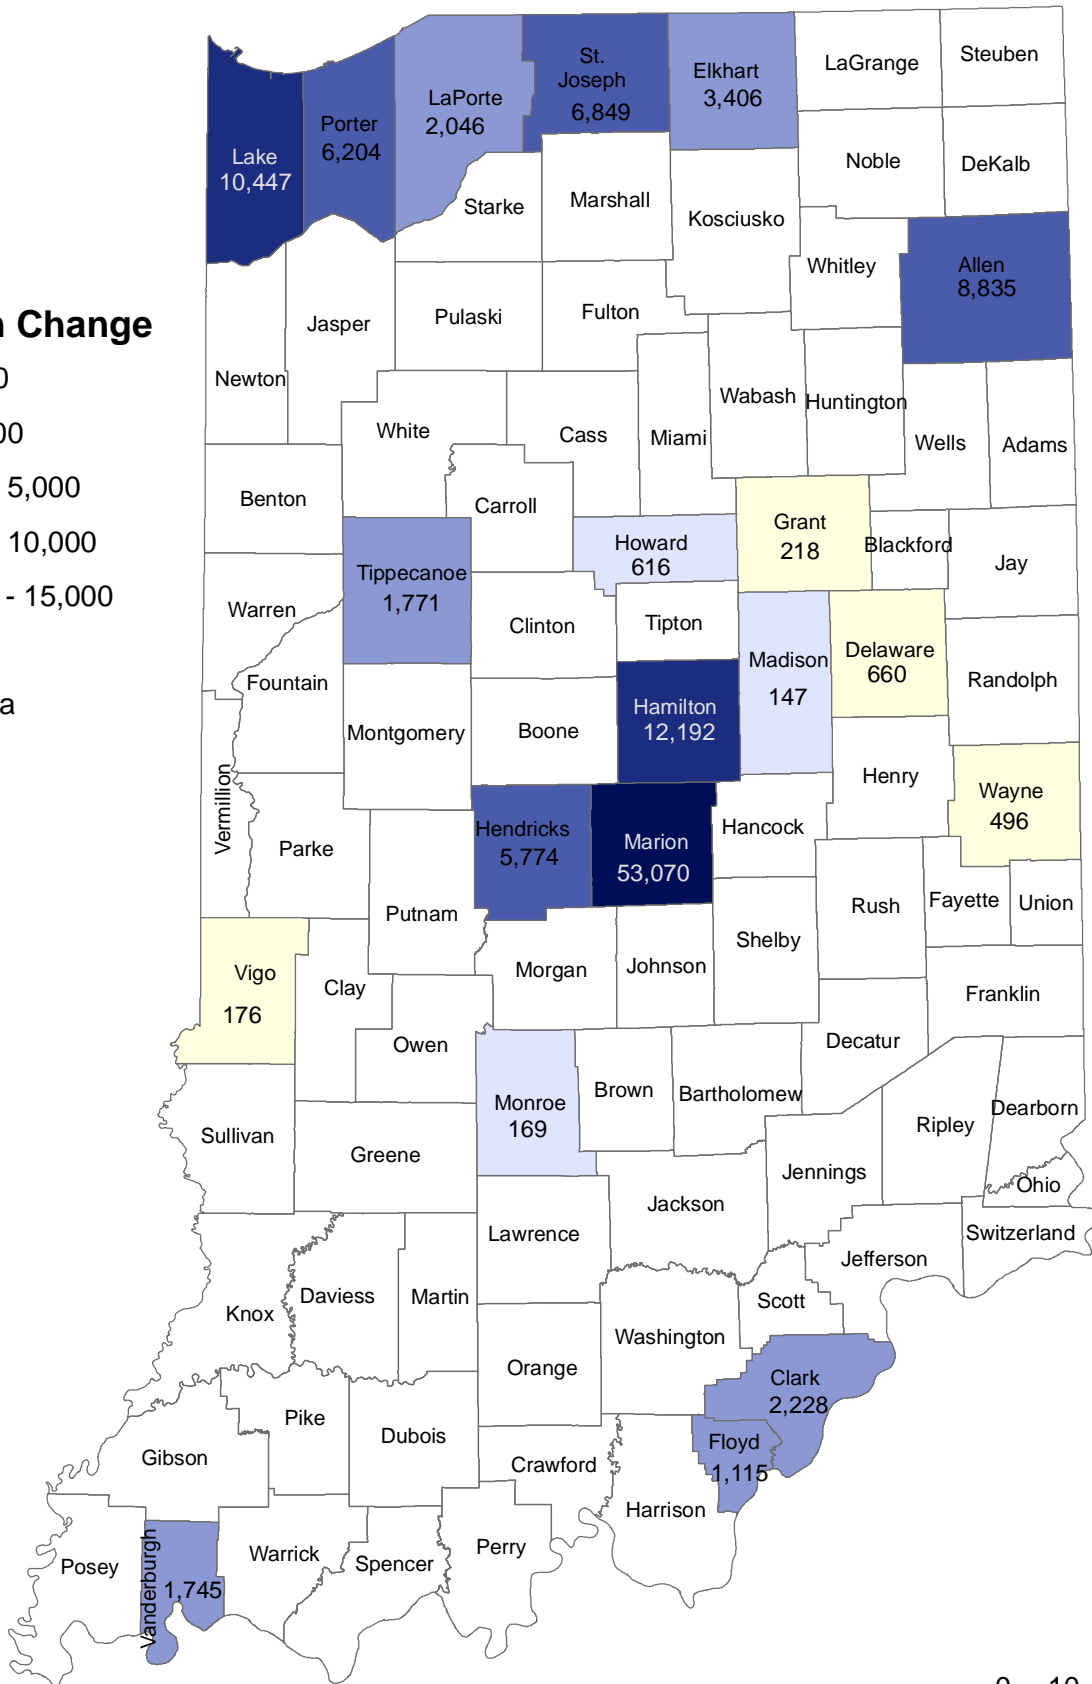 Change
0
00
5,000
10,000
- 15,000
a
Lake
10,447
Porter
6,204
LaPorte
2,046
St.
Joseph
6,849
Elkhart
3,406
LaGrange
Steuben
Noble
DeKalb
Starke
Marshall
Kosciusko
Whitley
Allen
8,835
Newton
Jasper
Pulaski
Fulton
Wabash
Huntington
Wells
Adams
White
Cass
Miami
Benton
Carroll
Howard
616
Grant
218
Blackford
Jay
Tippecanoe
1,771
Warren
Clinton
Tipton
Madison
147
Delaware
660
Randolph
Fountain
Montgomery
Boone
Hamilton
12,192
Henry
Wayne
496
Vermillion
Parke
Hendricks
5,774
Marion
53,070
Hancock
Putnam
Rush
Fayette
Union
Shelby
Vigo
176
Clay
Morgan
Johnson
Franklin
Owen
Decatur
Monroe
169
Brown
Bartholomew
Dearborn
Ripley
Sullivan
Greene
Jennings
Ohio
Jackson
Lawrence
Switzerland
Jefferson
Knox
Daviess
Martin
Scott
Washington
Orange
Clark
2,228
Pike
Dubois
Floyd
1,115
Gibson
Crawford
Harrison
Posey
Vanderburgh
1,745
Warrick
Spencer
Perry
0 10